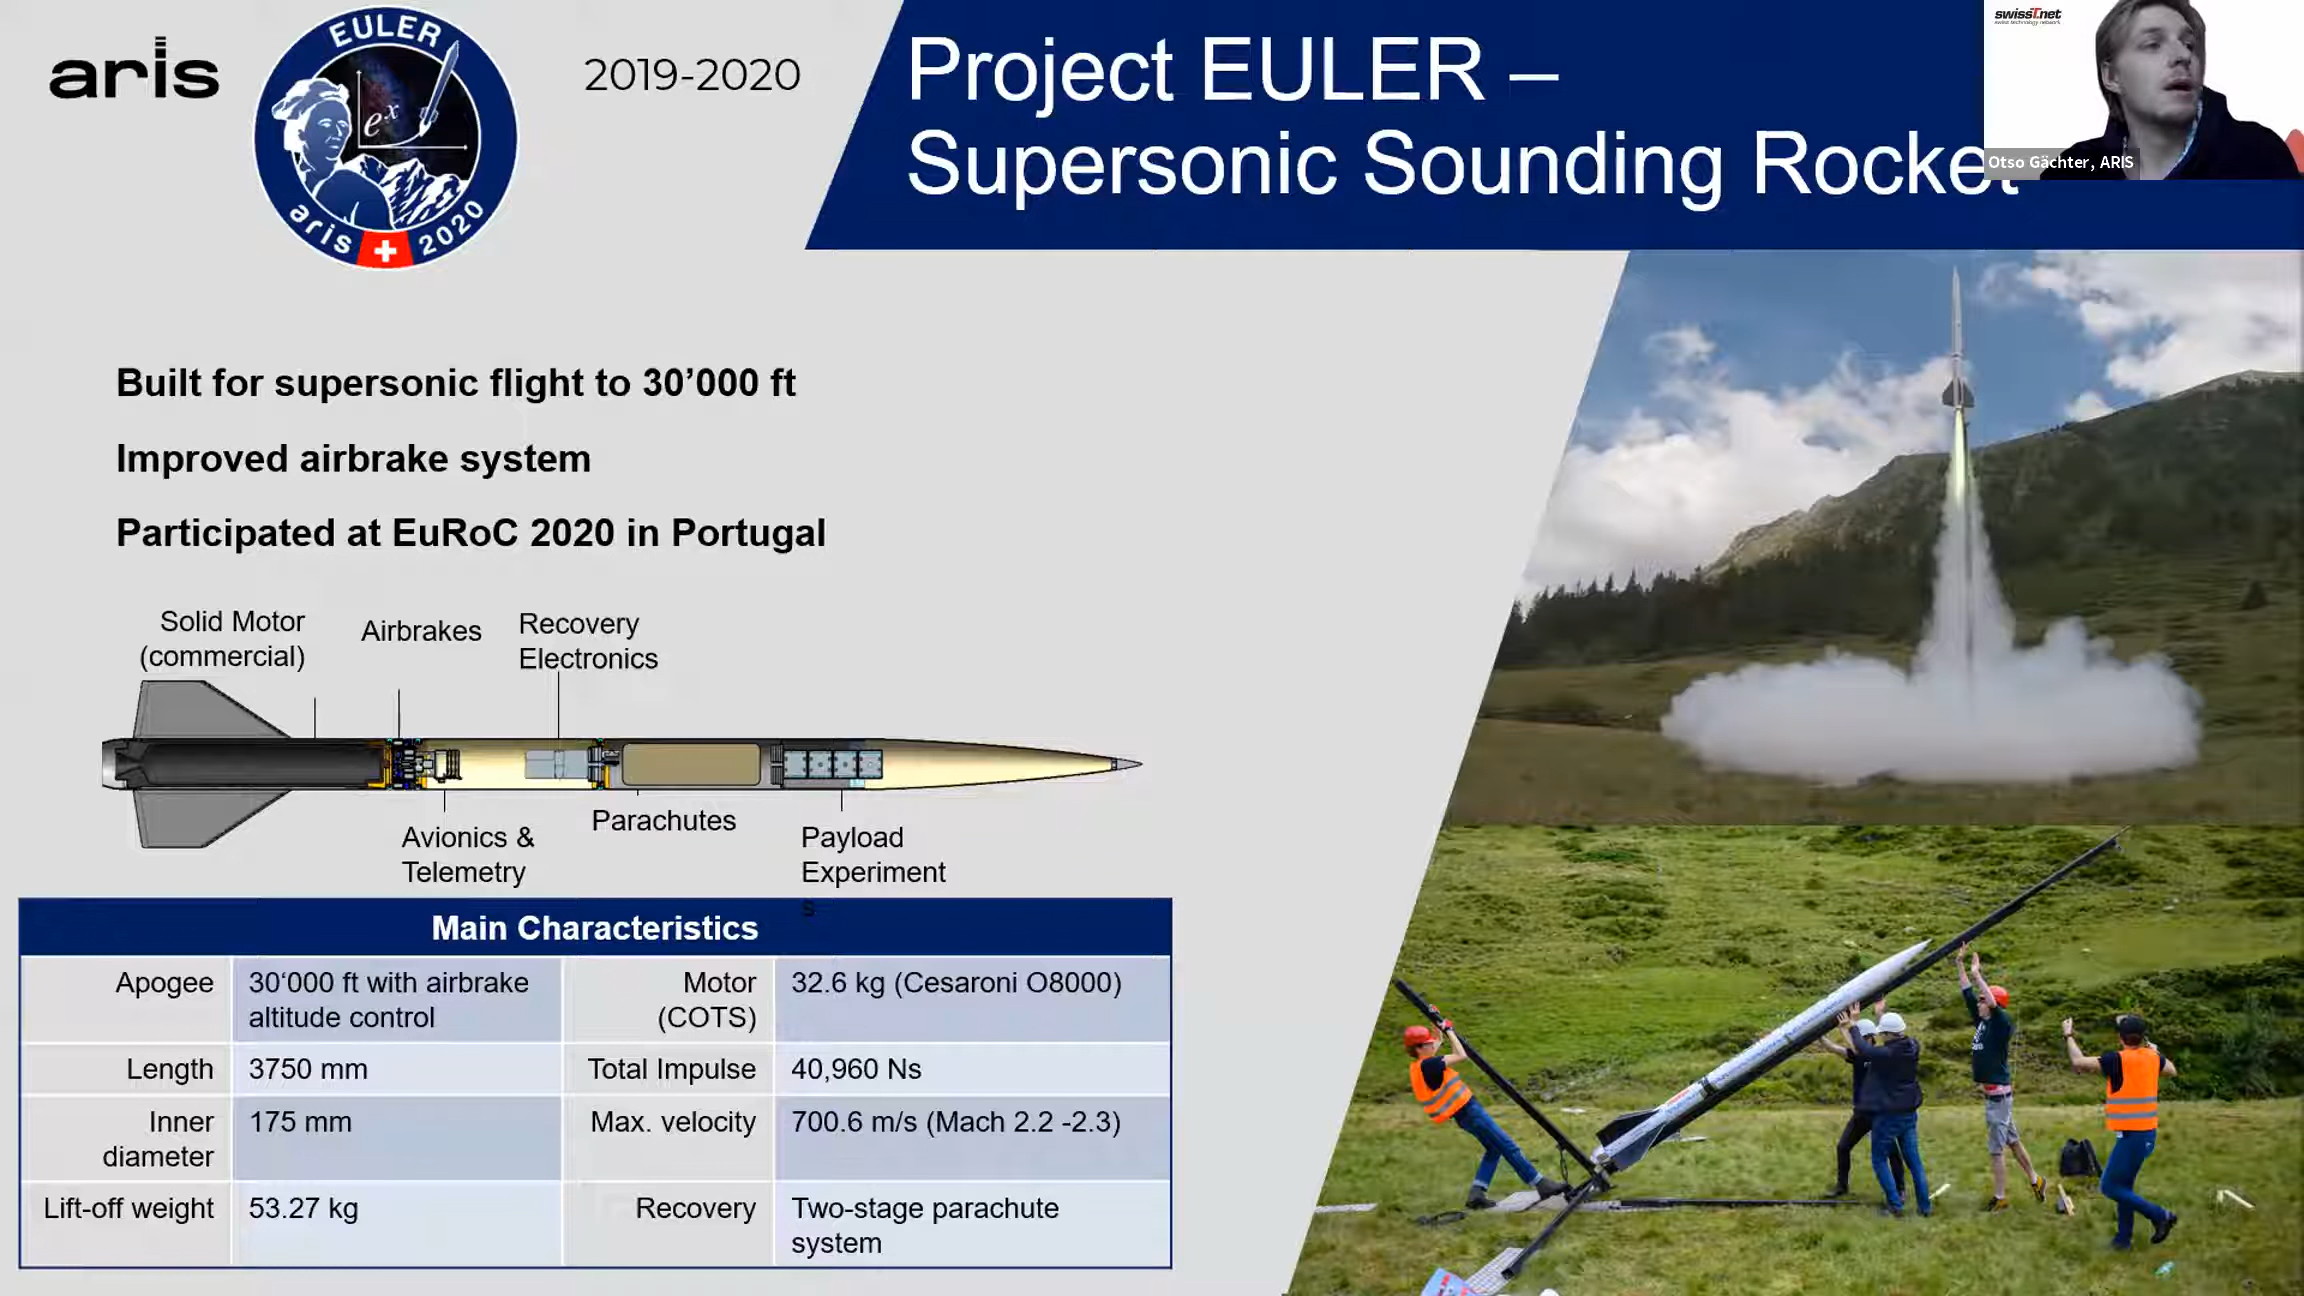 aris
EULER
e^x
aris 2020
2019-2020
Project EULER –
Supersonic Sounding Rocket
swissT.net
swiss technology network
Otso Gächter, ARIS
Built for supersonic flight to 30’000 ft
Improved airbrake system
Participated at EuRoC 2020 in Portugal
Solid Motor
(commercial)
Airbrakes
Recovery
Electronics
Avionics &
Telemetry
Parachutes
Payload
Experiment
s
Main Characteristics
Apogee
30‘000 ft with airbrake
altitude control
Motor
(COTS)
32.6 kg (Cesaroni O8000)
Length
3750 mm
Total Impulse
40,960 Ns
Inner
diameter
175 mm
Max. velocity
700.6 m/s (Mach 2.2 -2.3)
Lift-off weight
53.27 kg
Recovery
Two-stage parachute
system